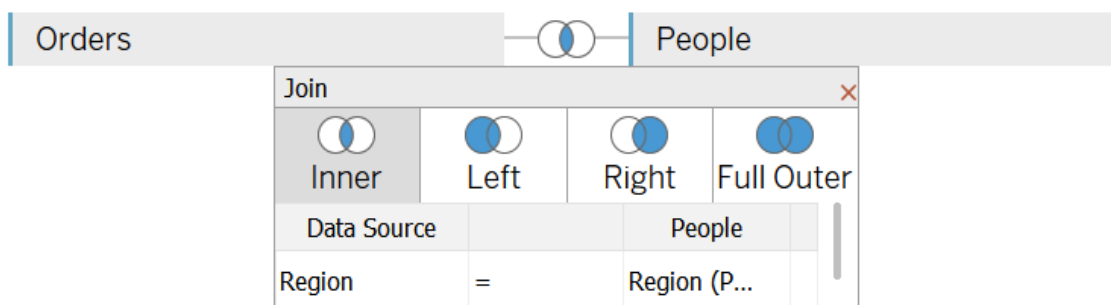 Orders People
Join ×
Inner Left Right Full Outer
Data Source People
Region = Region (P...